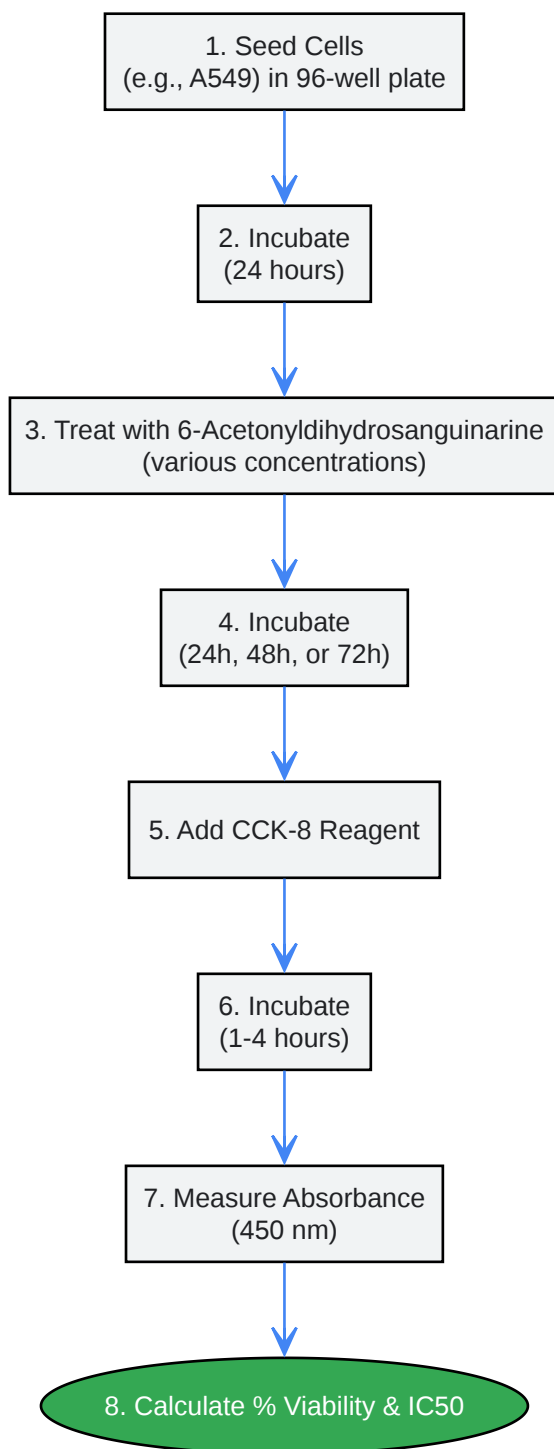 1. Seed Cells
(e.g., A549) in 96-well plate
2. Incubate
(24 hours)
3. Treat with 6-Acetonyldihydrosanguinarine
(various concentrations)
4. Incubate
(24h, 48h, or 72h)
5. Add CCK-8 Reagent
6. Incubate
(1-4 hours)
7. Measure Absorbance
(450 nm)
8. Calculate % Viability & IC50